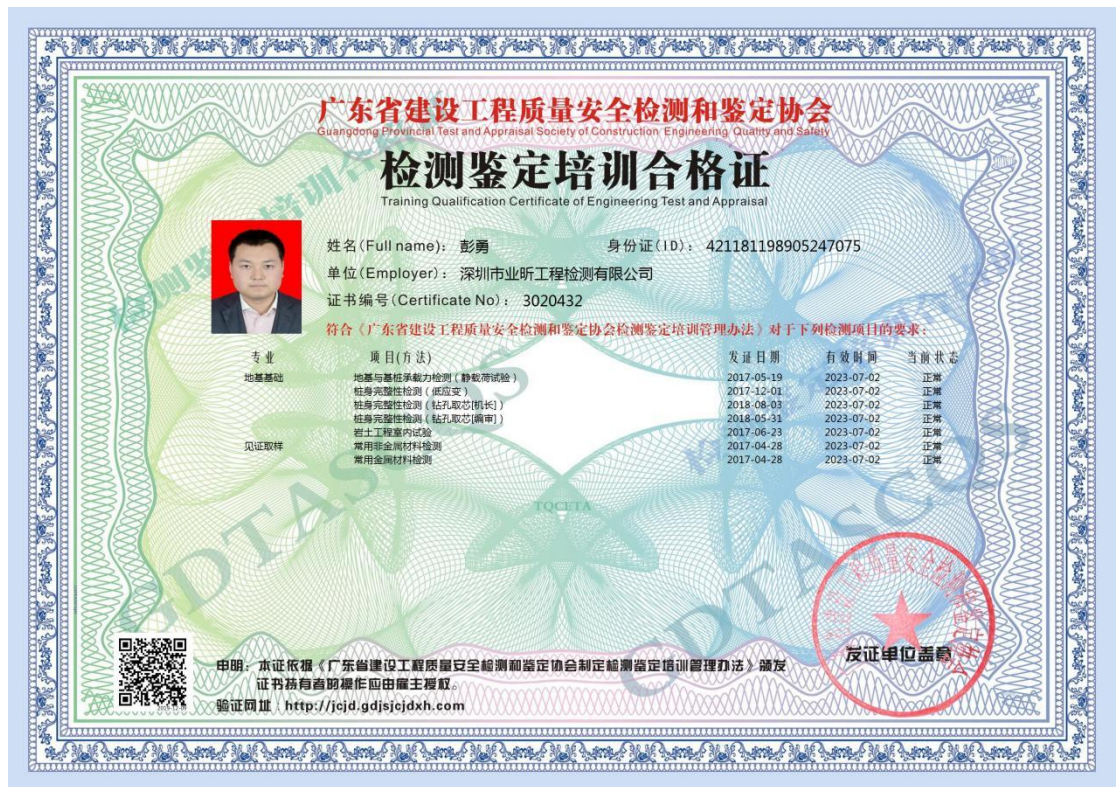 广东省建设工程质量安全检测和鉴定协会
Guangdong Provincial Test and Appraisal Society of Construction Engineering Quality and Safety
检测鉴定培训合格证
Training Qualification Certificate of Engineering Test and Appraisal
姓名(Full name): 彭勇 身份证(ID): 421181198905247075
单位(Employer): 深圳市业昕工程检测有限公司
证书编号(Certificate No): 3020432
符合《广东省建设工程质量安全检测和鉴定协会检测鉴定培训管理办法》对于下列检测项目的要求:
专业 项目(方法) 发证日期 有效时间 当前状态
地基基础 地基与基桩承载力检测(静载荷试验) 2017-05-19 2023-07-02 正常
桩身完整性检测(低应变) 2017-12-01 2023-07-02 正常
桩身完整性检测(钻孔取芯[机长]) 2018-08-03 2023-07-02 正常
桩身完整性检测(钻孔取芯[编审]) 2018-05-31 2023-07-02 正常
岩土工程室内试验 2017-06-23 2023-07-02 正常
见证取样 常用非金属材料检测 2017-04-28 2023-07-02 正常
常用金属材料检测 2017-04-28 2023-07-02 正常
TQCETA
GDTASCQS
GDTASCQS
发证单位盖章
申明: 本证依据《广东省建设工程质量安全检测和鉴定协会制定检测鉴定培训管理办法》颁发
证书持有者的操作应由雇主授权。
验证网址 http://jcjd.gdjsjcjdxh.com